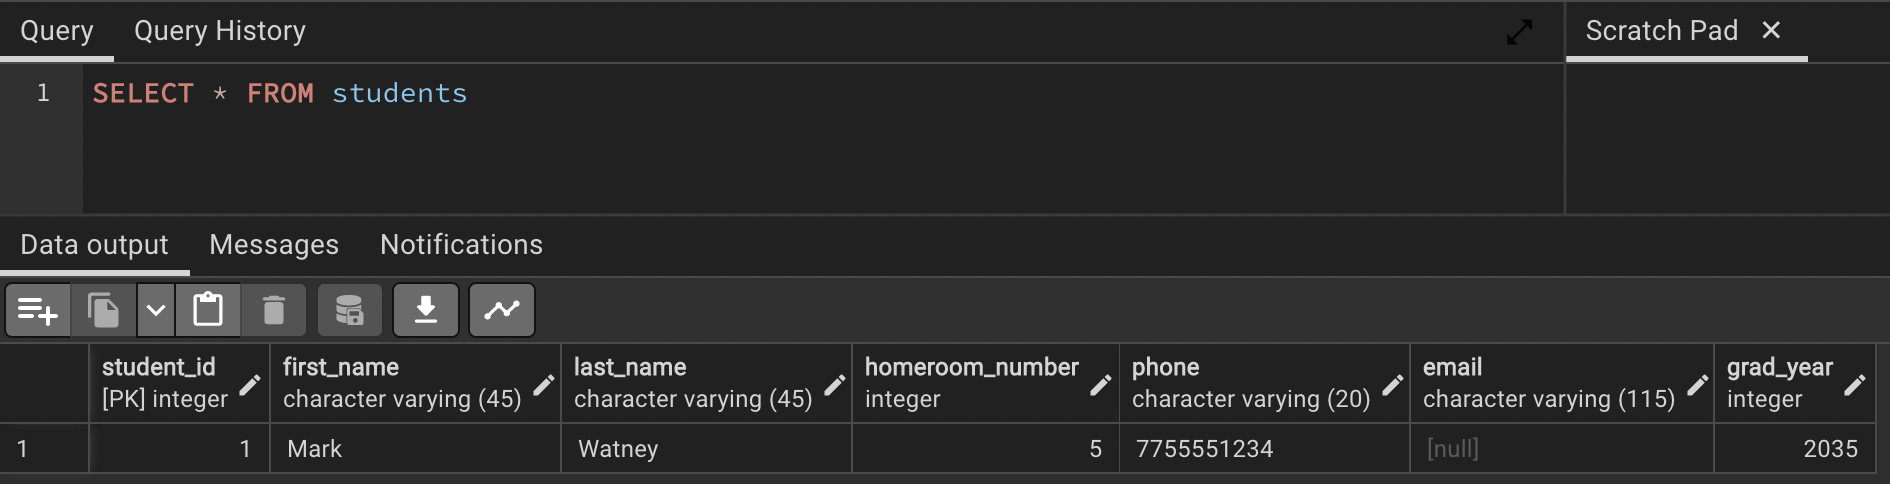 Query Query History Scratch Pad ✕
1 SELECT * FROM students
Data output Messages Notifications
student_id first_name last_name homeroom_number phone email grad_year
[PK] integer character varying (45) character varying (45) integer character varying (20) character varying (115) integer
1 1 Mark Watney 5 7755551234 [null] 2035